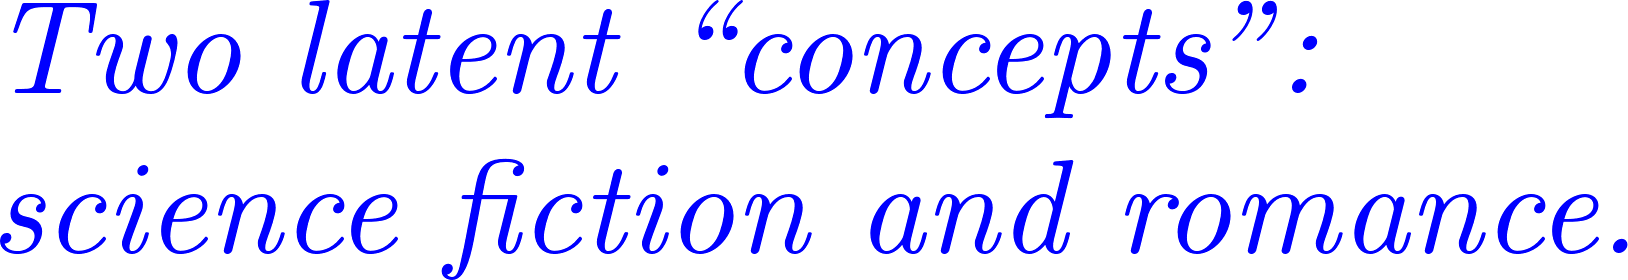 Two latent “concepts”:
science fiction and romance.